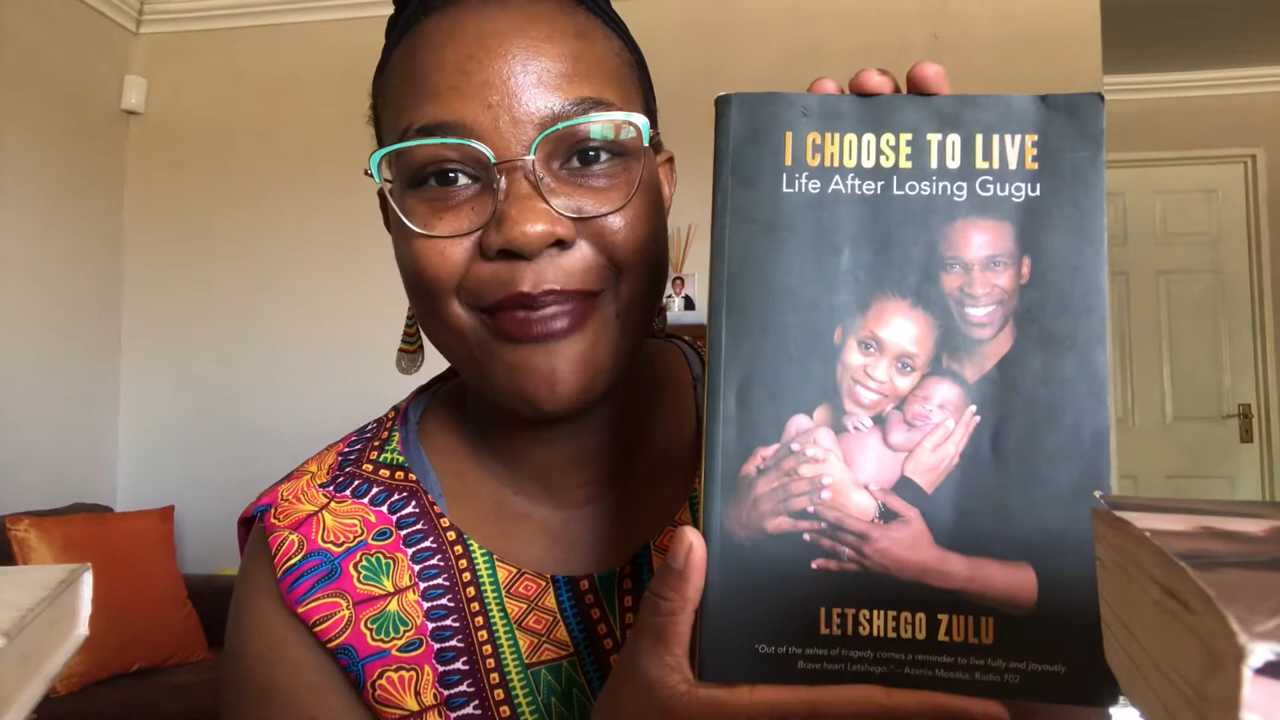 I CHOOSE TO LIVE
Life After Losing Gugu
LETSHEGO ZULU
"Out of the ashes of tragedy comes a reminder to live fully and joyously.
Brave heart Letshego." – Azania Mosaka, Radio 702